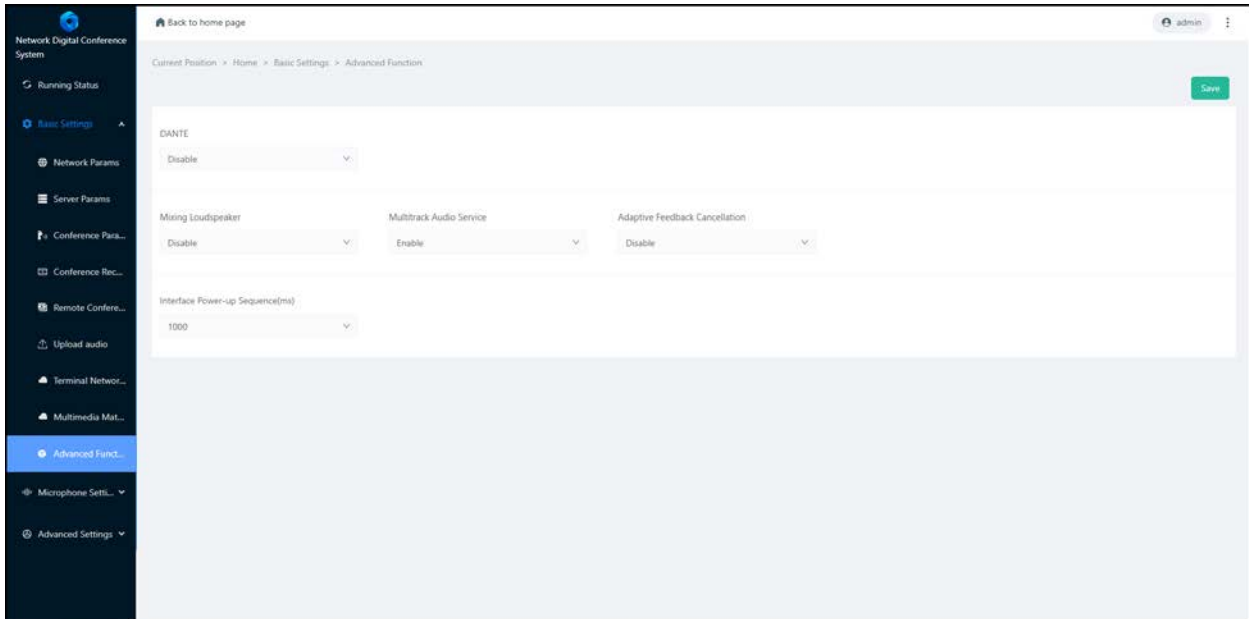 Network Digital Conference
System
Back to home page
admin
Current Position > Home > Basic Settings > Advanced Function
Save
Running Status
Basic Settings
Network Params
Server Params
Conference Para...
Conference Rec...
Remote Confere...
Upload audio
Terminal Networ...
Multimedia Mat...
Advanced Funct...
Microphone Setti...
Advanced Settings
DANTE
Disable
Mixing Loudspeaker
Multitrack Audio Service
Adaptive Feedback Cancellation
Disable
Enable
Disable
Interface Power-up Sequence(ms)
1000